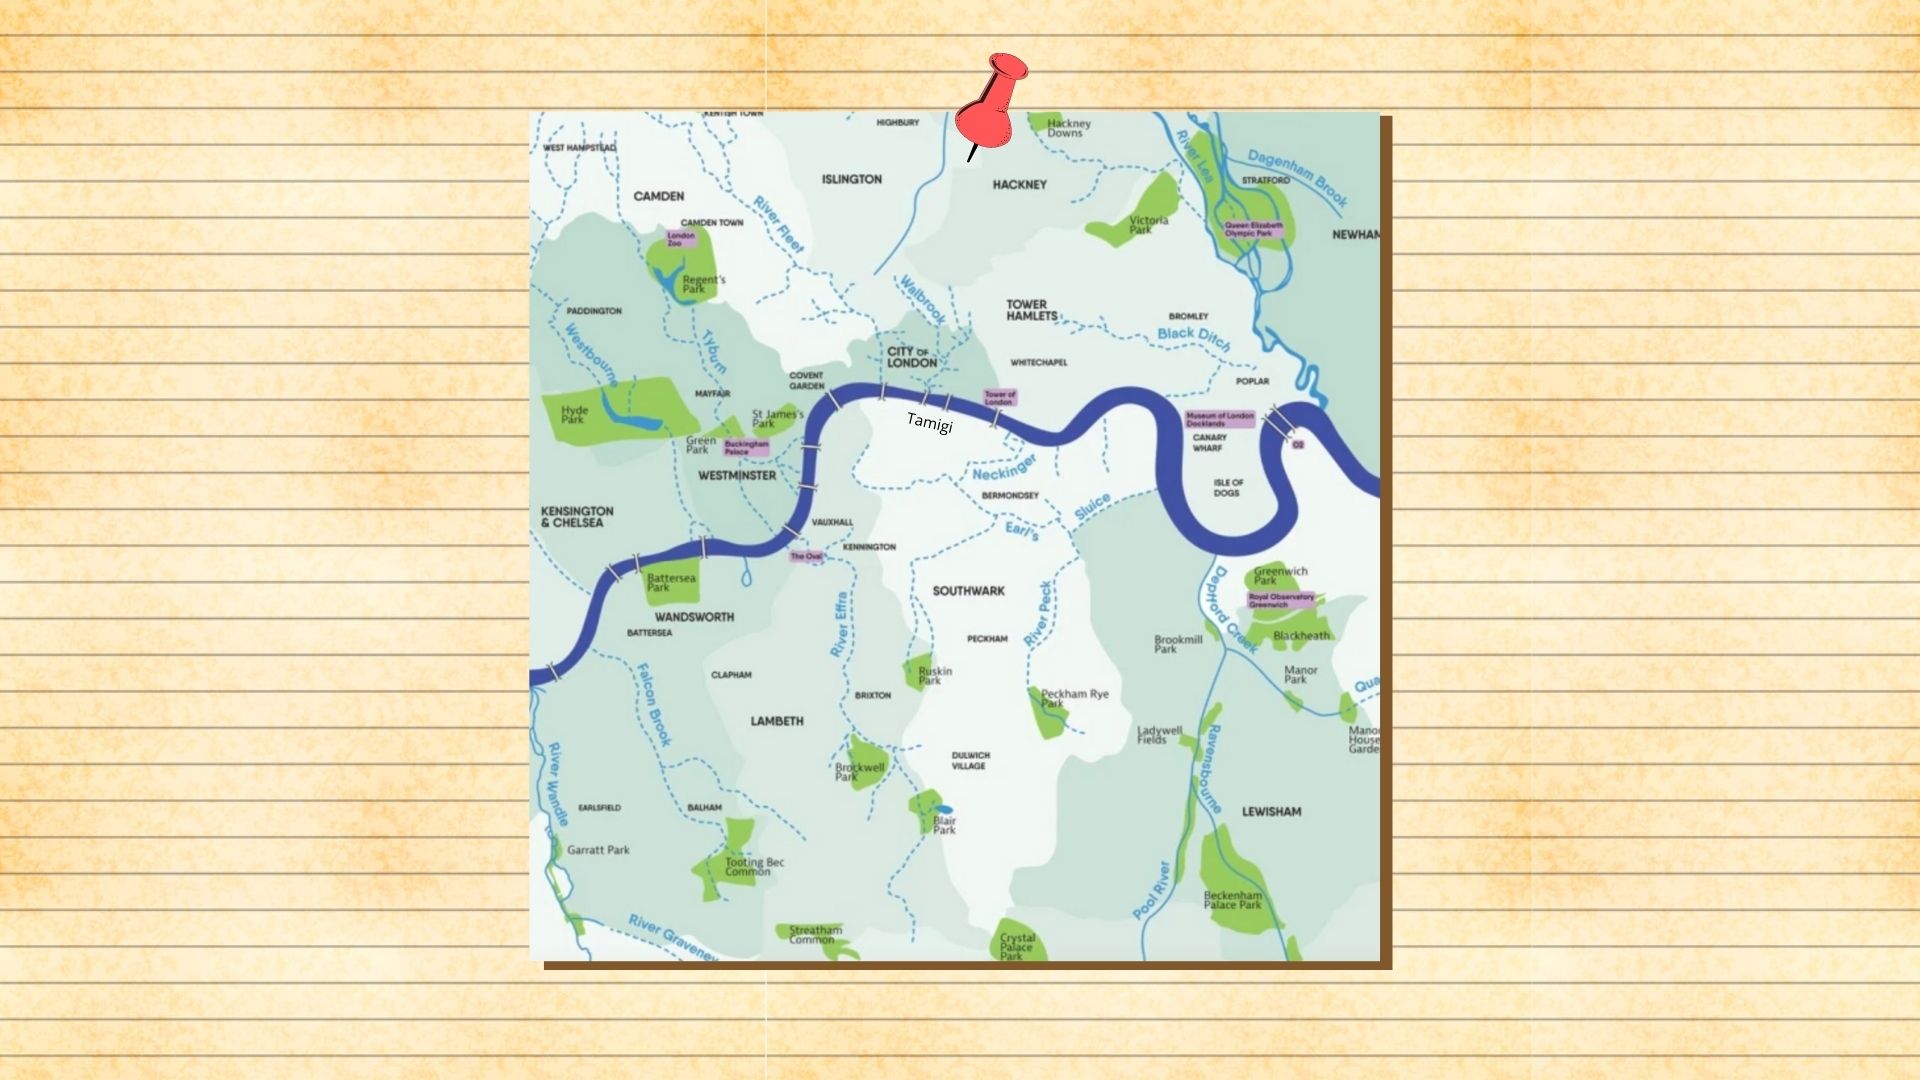 KENTISH TOWN
HIGHBURY
Hackney
Downs
WEST HAMPSTEAD
River Lea
Dagenham Brook
ISLINGTON
HACKNEY
STRATFORD
CAMDEN
CAMDEN TOWN
River Fleet
Victoria
Park
Queen Elizabeth
Olympic Park
NEWHAM
London
Zoo
Regent's
Park
Walbrook
PADDINGTON
TOWER
HAMLETS
BROMLEY
Black Ditch
Westbourne
Tyburn
CITY OF
LONDON
WHITECHAPEL
COVENT
GARDEN
POPLAR
MAYFAIR
Tower of
London
Hyde
Park
St James's
Park
Tamigi
Museum of London
Docklands
Green
Park
Buckingham
Palace
CANARY
WHARF
O2
WESTMINSTER
Neckinger
ISLE OF
DOGS
BERMONDSEY
KENSINGTON
& CHELSEA
Sluice
VAUXHALL
Earl's
KENNINGTON
The Oval
Battersea
Park
Greenwich
Park
SOUTHWARK
Deptford Creek
Royal Observatory
Greenwich
WANDSWORTH
BATTERSEA
River Effra
River Peck
PECKHAM
Brookmill
Park
Blackheath
CLAPHAM
Ruskin
Park
Manor
Park
Qua
Falcon Brook
BRIXTON
Peckham Rye
Park
LAMBETH
Ladywell
Fields
Mano
House
Garde
River Wandle
DULWICH
VILLAGE
Brockwell
Park
Ravensbourne
EARLSFIELD
BALHAM
LEWISHAM
Blair
Park
Garratt Park
Tooting Bec
Common
Pool River
Beckenham
Palace Park
River Graveney
Streatham
Common
Crystal
Palace
Park